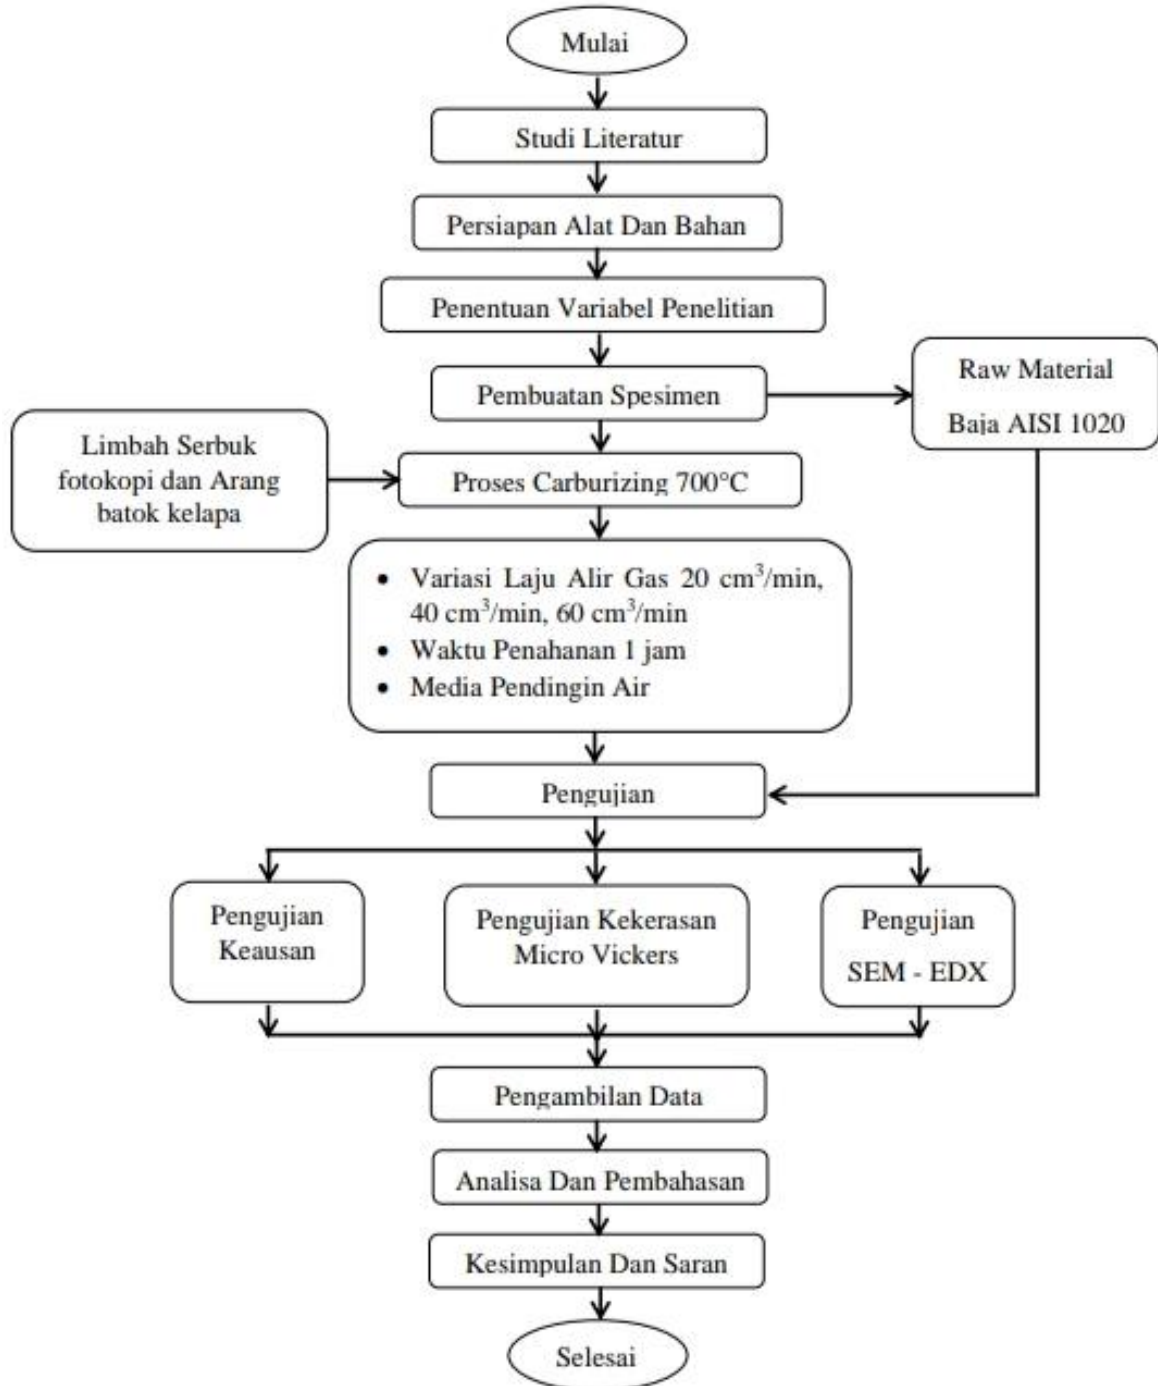 Mulai
Studi Literatur
Persiapan Alat Dan Bahan
Penentuan Variabel Penelitian
Pembuatan Spesimen
Raw Material
Baja AISI 1020
Limbah Serbuk
fotokopi dan Arang
batok kelapa
Proses Carburizing 700°C
• Variasi Laju Alir Gas 20 cm³/min,
40 cm³/min, 60 cm³/min
• Waktu Penahanan 1 jam
• Media Pendingin Air
Pengujian
Pengujian
Keausan
Pengujian Kekerasan
Micro Vickers
Pengujian
SEM - EDX
Pengambilan Data
Analisa Dan Pembahasan
Kesimpulan Dan Saran
Selesai